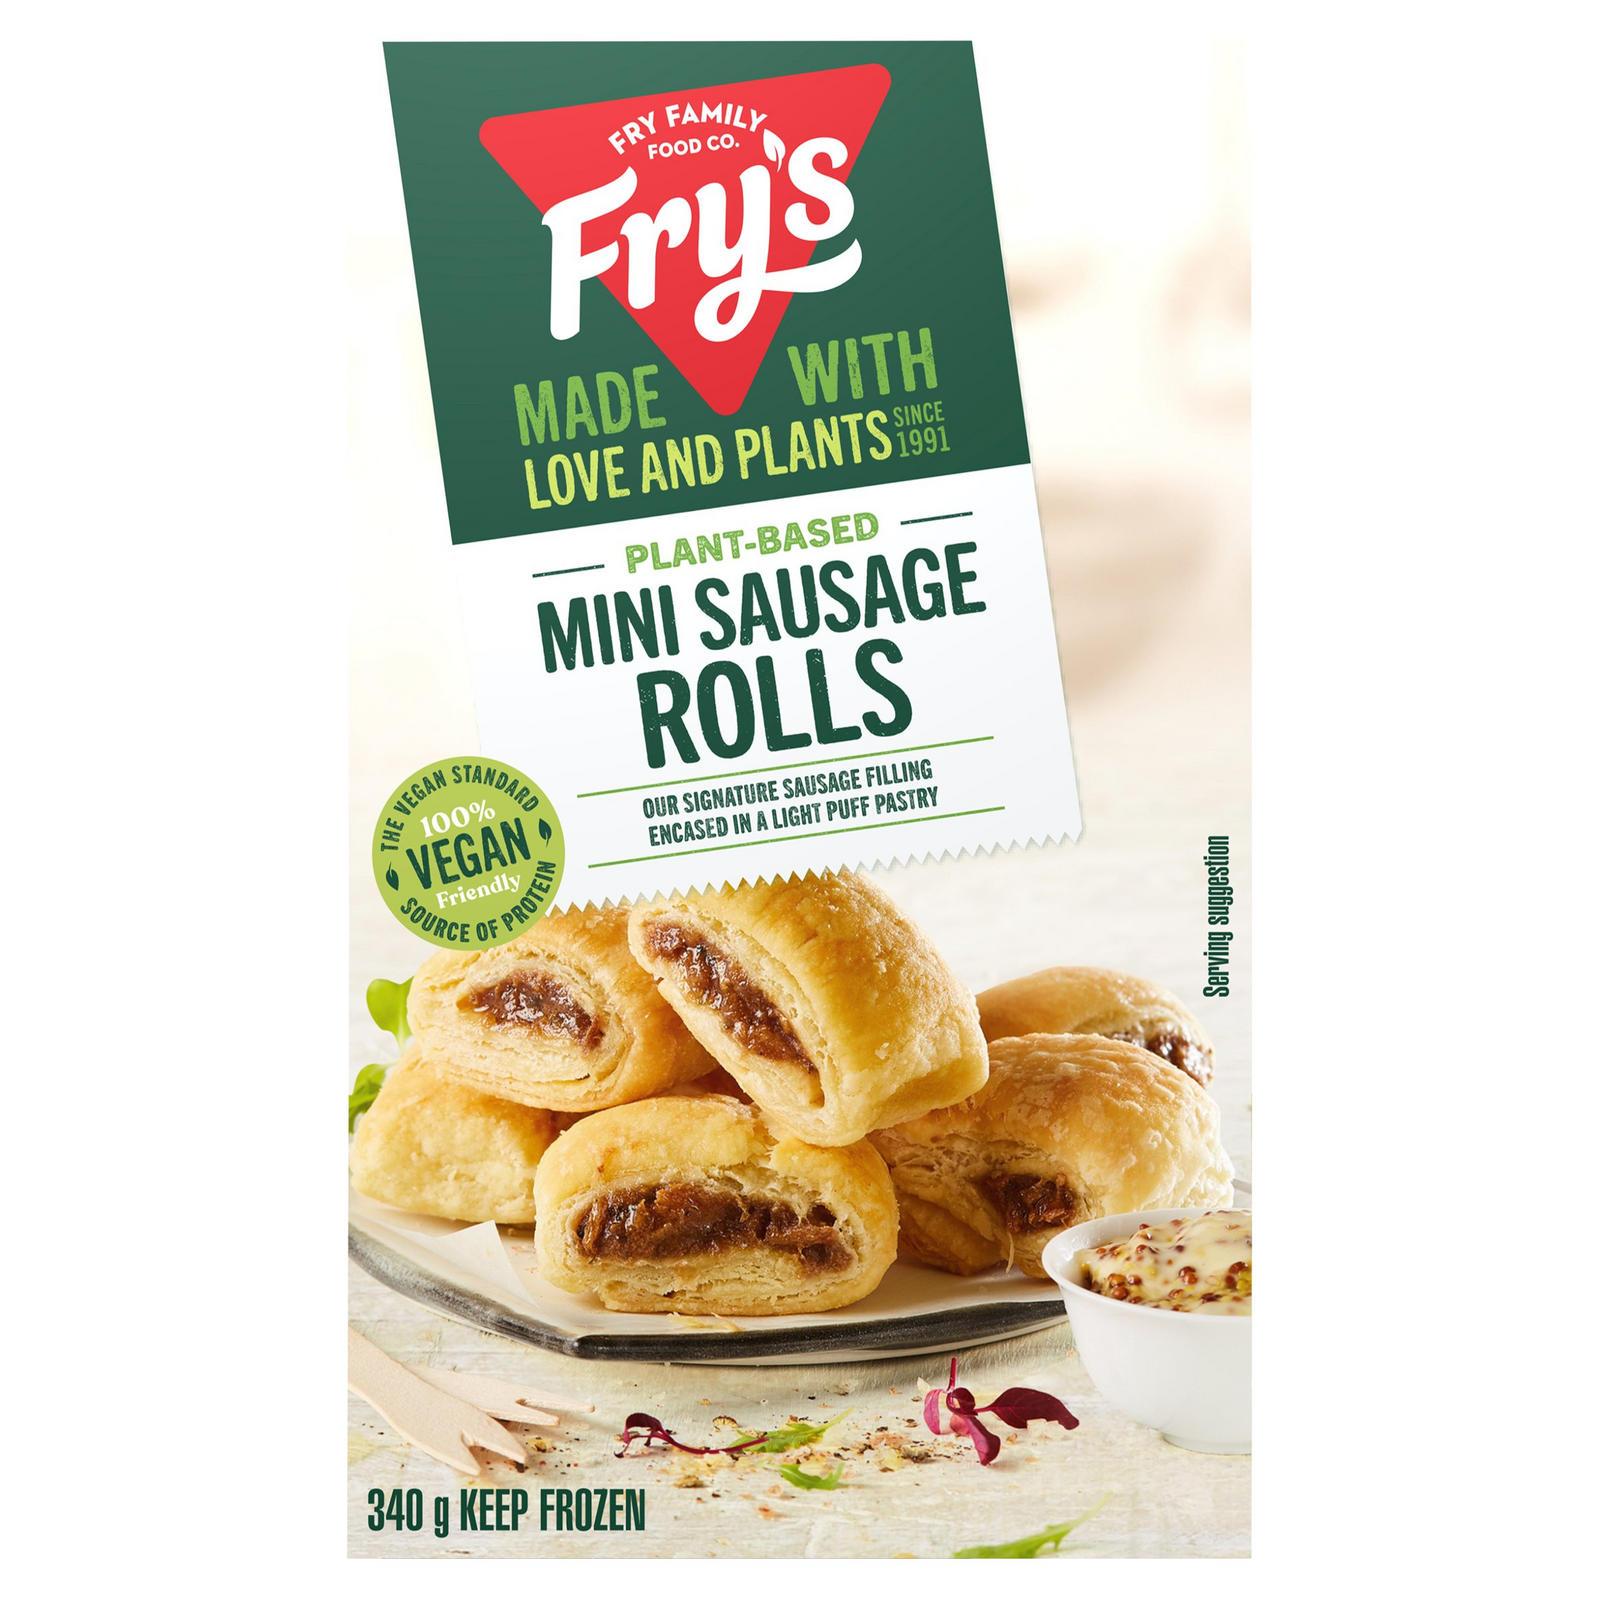 FRY FAMILY
FOOD CO.
Fry's
MADE WITH
LOVE AND PLANTS SINCE 1991
PLANT-BASED
MINI SAUSAGE
ROLLS
OUR SIGNATURE SAUSAGE FILLING
ENCASED IN A LIGHT PUFF PASTRY
THE VEGAN STANDARD
100%
VEGAN
Friendly
SOURCE OF PROTEIN
Serving suggestion
340 g KEEP FROZEN